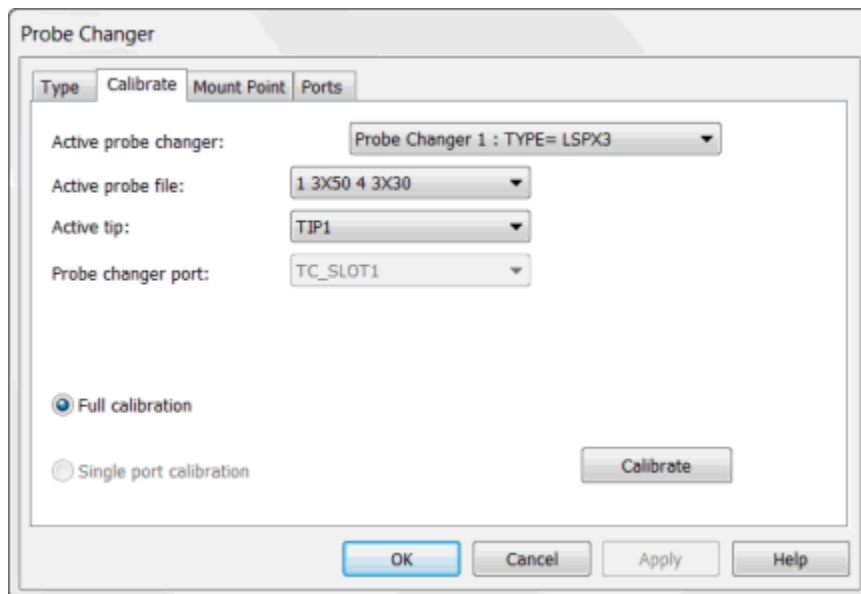 Probe Changer
Type Calibrate Mount Point Ports
Active probe changer: Probe Changer 1 : TYPE= LSPX3
Active probe file: 1 3X50 4 3X30
Active tip: TIP1
Probe changer port: TC_SLOT1
Full calibration
Single port calibration
Calibrate
OK Cancel Apply Help